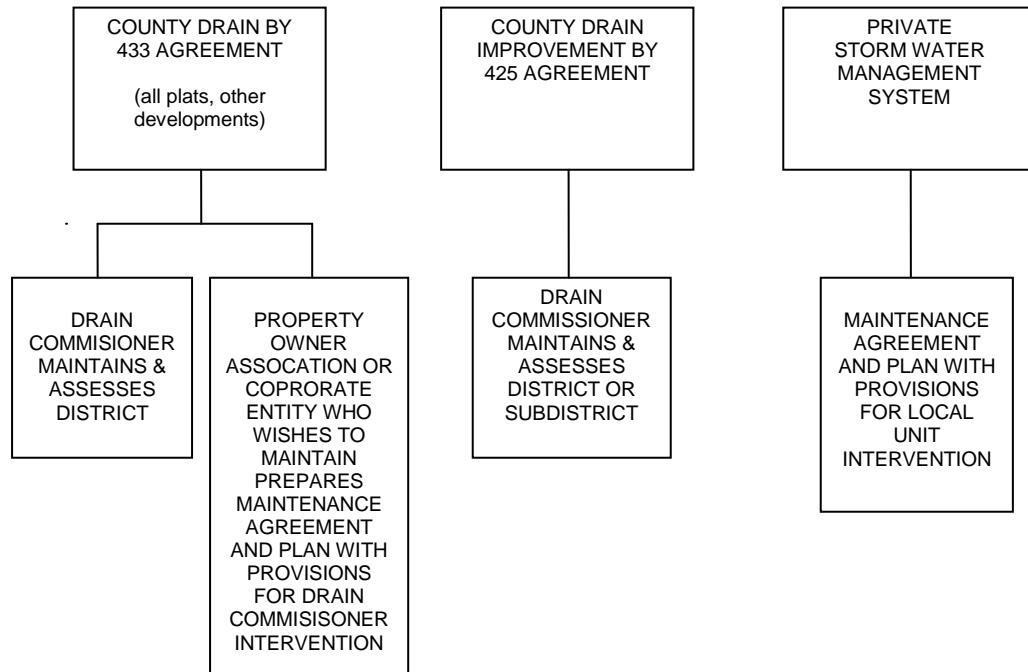 COUNTY DRAIN BY
433 AGREEMENT
(all plats, other
developments)
COUNTY DRAIN
IMPROVEMENT BY
425 AGREEMENT
PRIVATE
STORM WATER
MANAGEMENT
SYSTEM
DRAIN
COMMISIONER
MAINTAINS &
ASSESSES
DISTRICT
PROPERTY
OWNER
ASSOCATION OR
COPRORATE
ENTITY WHO
WISHES TO
MAINTAIN
PREPARES
MAINTENANCE
AGREEMENT
AND PLAN WITH
PROVISIONS
FOR DRAIN
COMMISISONER
INTERVENTION
DRAIN
COMMISSIONER
MAINTAINS &
ASSESSES
DISTRICT OR
SUBDISTRICT
MAINTENANCE
AGREEMENT
AND PLAN WITH
PROVISIONS
FOR LOCAL
UNIT
INTERVENTION